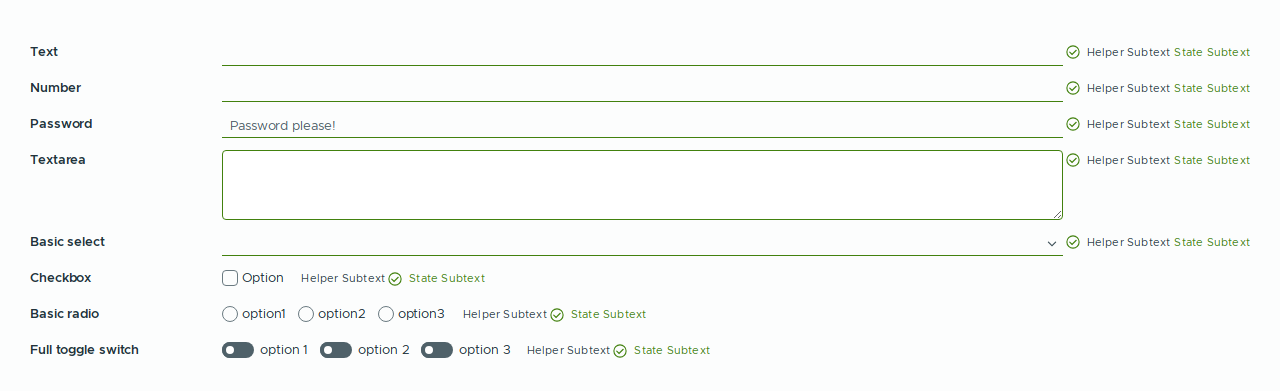 Text Helper Subtext State Subtext
Number Helper Subtext State Subtext
Password Password please! Helper Subtext State Subtext
Textarea Helper Subtext State Subtext
Basic select Helper Subtext State Subtext
Checkbox Option Helper Subtext State Subtext
Basic radio option1 option2 option3 Helper Subtext State Subtext
Full toggle switch option 1 option 2 option 3 Helper Subtext State Subtext